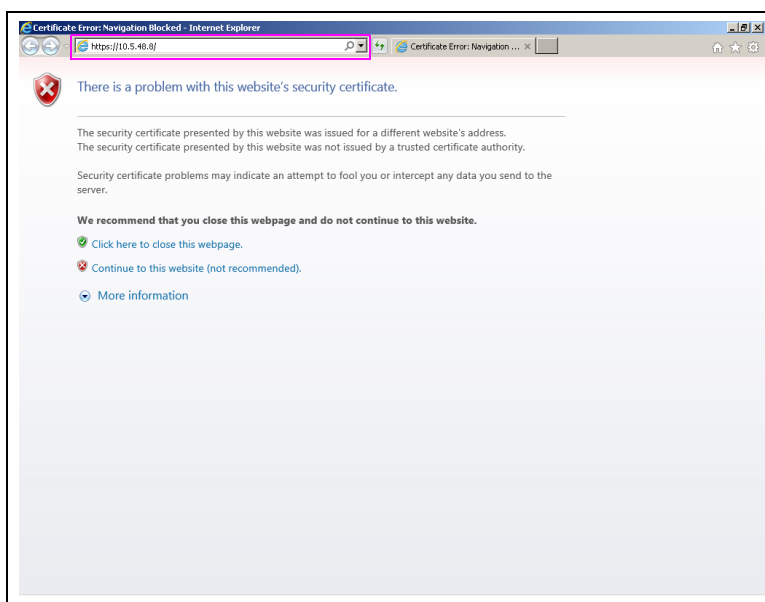 Certificate Error: Navigation Blocked - Internet Explorer
https://10.5.48.8/
Certificate Error: Navigation ...
There is a problem with this website's security certificate.
The security certificate presented by this website was issued for a different website's address.
The security certificate presented by this website was not issued by a trusted certificate authority.
Security certificate problems may indicate an attempt to fool you or intercept any data you send to the
server.
We recommend that you close this webpage and do not continue to this website.
Click here to close this webpage.
Continue to this website (not recommended).
More information